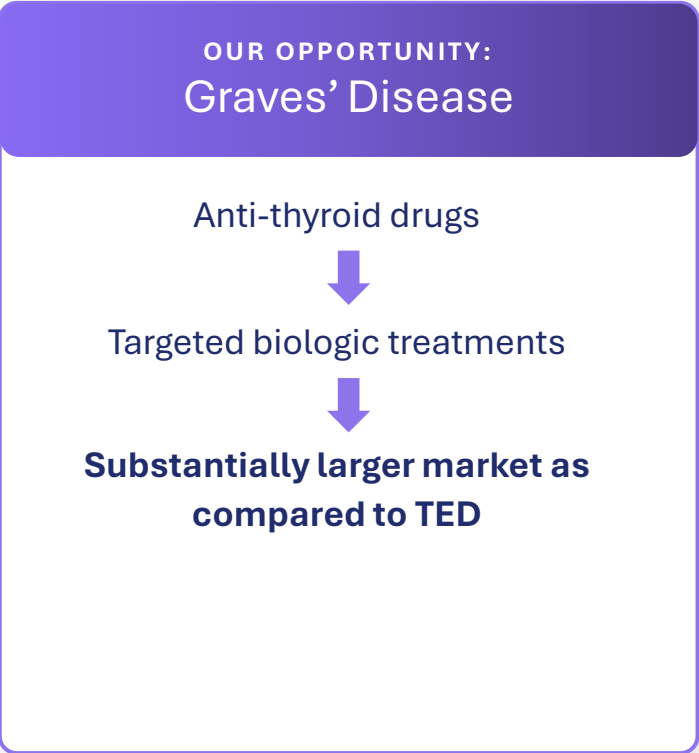 OUR OPPORTUNITY:
Graves’ Disease
Anti-thyroid drugs
Targeted biologic treatments
Substantially larger market as
compared to TED